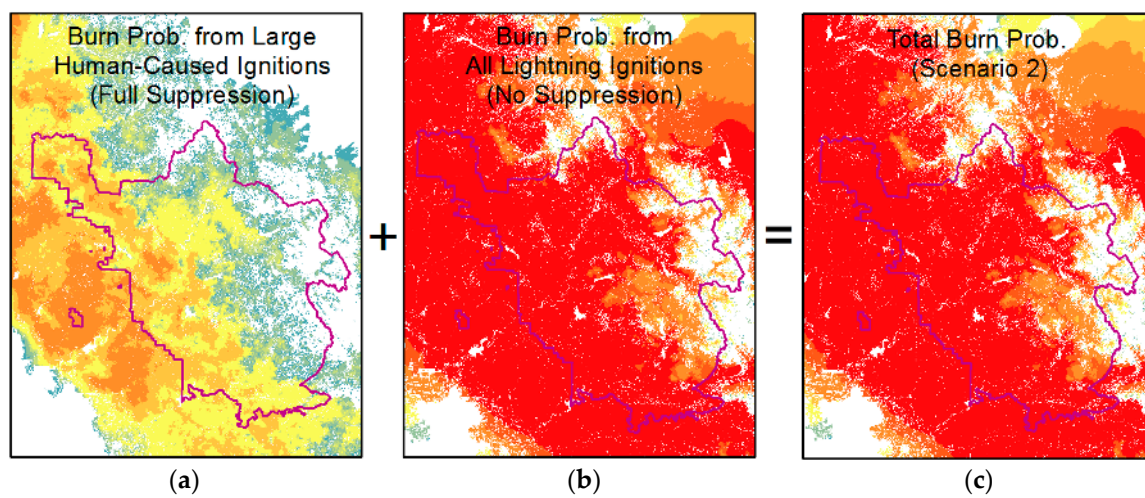 Burn Prob. from Large
Human-Caused Ignitions
(Full Suppression)
+
Burn Prob. from
All Lightning Ignitions
(No Suppression)
=
Total Burn Prob.
(Scenario 2)
(a)
(b)
(c)